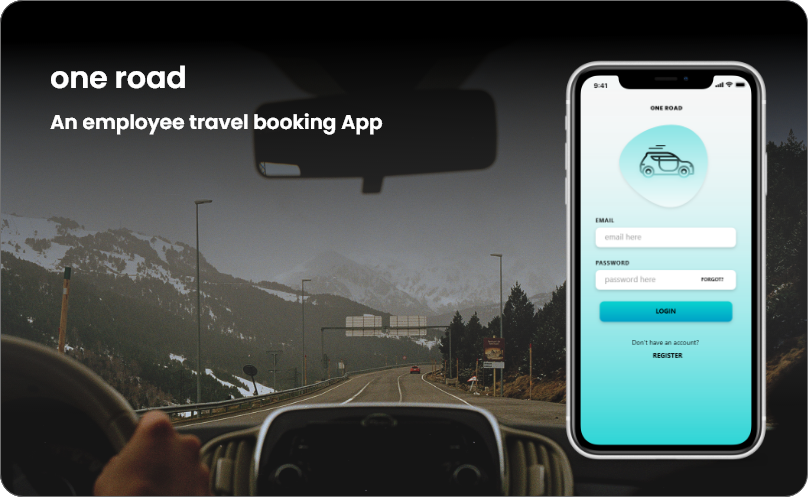 one road
An employee travel booking App
9:41
ONE ROAD
EMAIL
email here
PASSWORD
password here FORGOT?
LOGIN
Don't have an account?
REGISTER